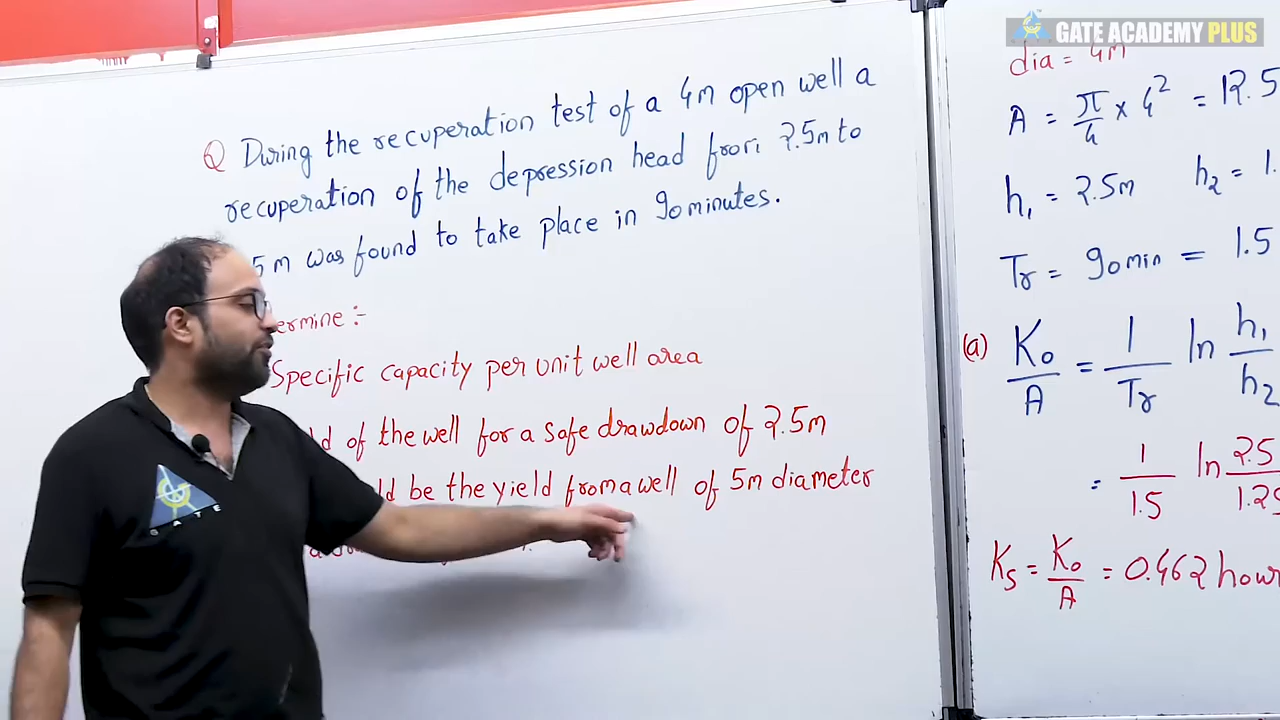 GATE ACADEMY PLUS
Q During the recuperation test of a 4m open well a
recuperation of the depression head from 2.5m to
5m was found to take place in 90 minutes.
ermine :-
Specific capacity per unit well area
ld of the well for a safe drawdown of 2.5m
ld be the yield from a well of 5m diameter
dia = 4m
A = π/4 × 4² = 12.5
h₁ = 2.5m h₂ = 1.
Tr = 90min = 1.5
(a) K₀/A = 1/Tr ln h₁/h₂
= 1/1.5 ln 2.5/1.25
Ks = K₀/A = 0.462 hour
GATE